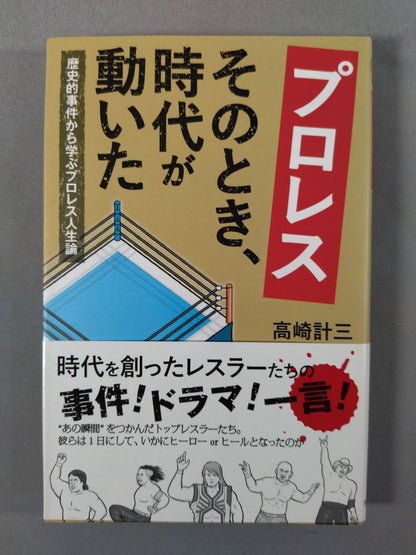 プロレス
そのとき、
時代が
動いた
歴史的事件から学ぶプロレス人生論
高崎計三
時代を創ったレスラーたちの
事件！ドラマ！一言！
“あの瞬間”をつかんだトップレスラーたち。
彼らは1日にして、いかにヒーロー or ヒールとなったのか